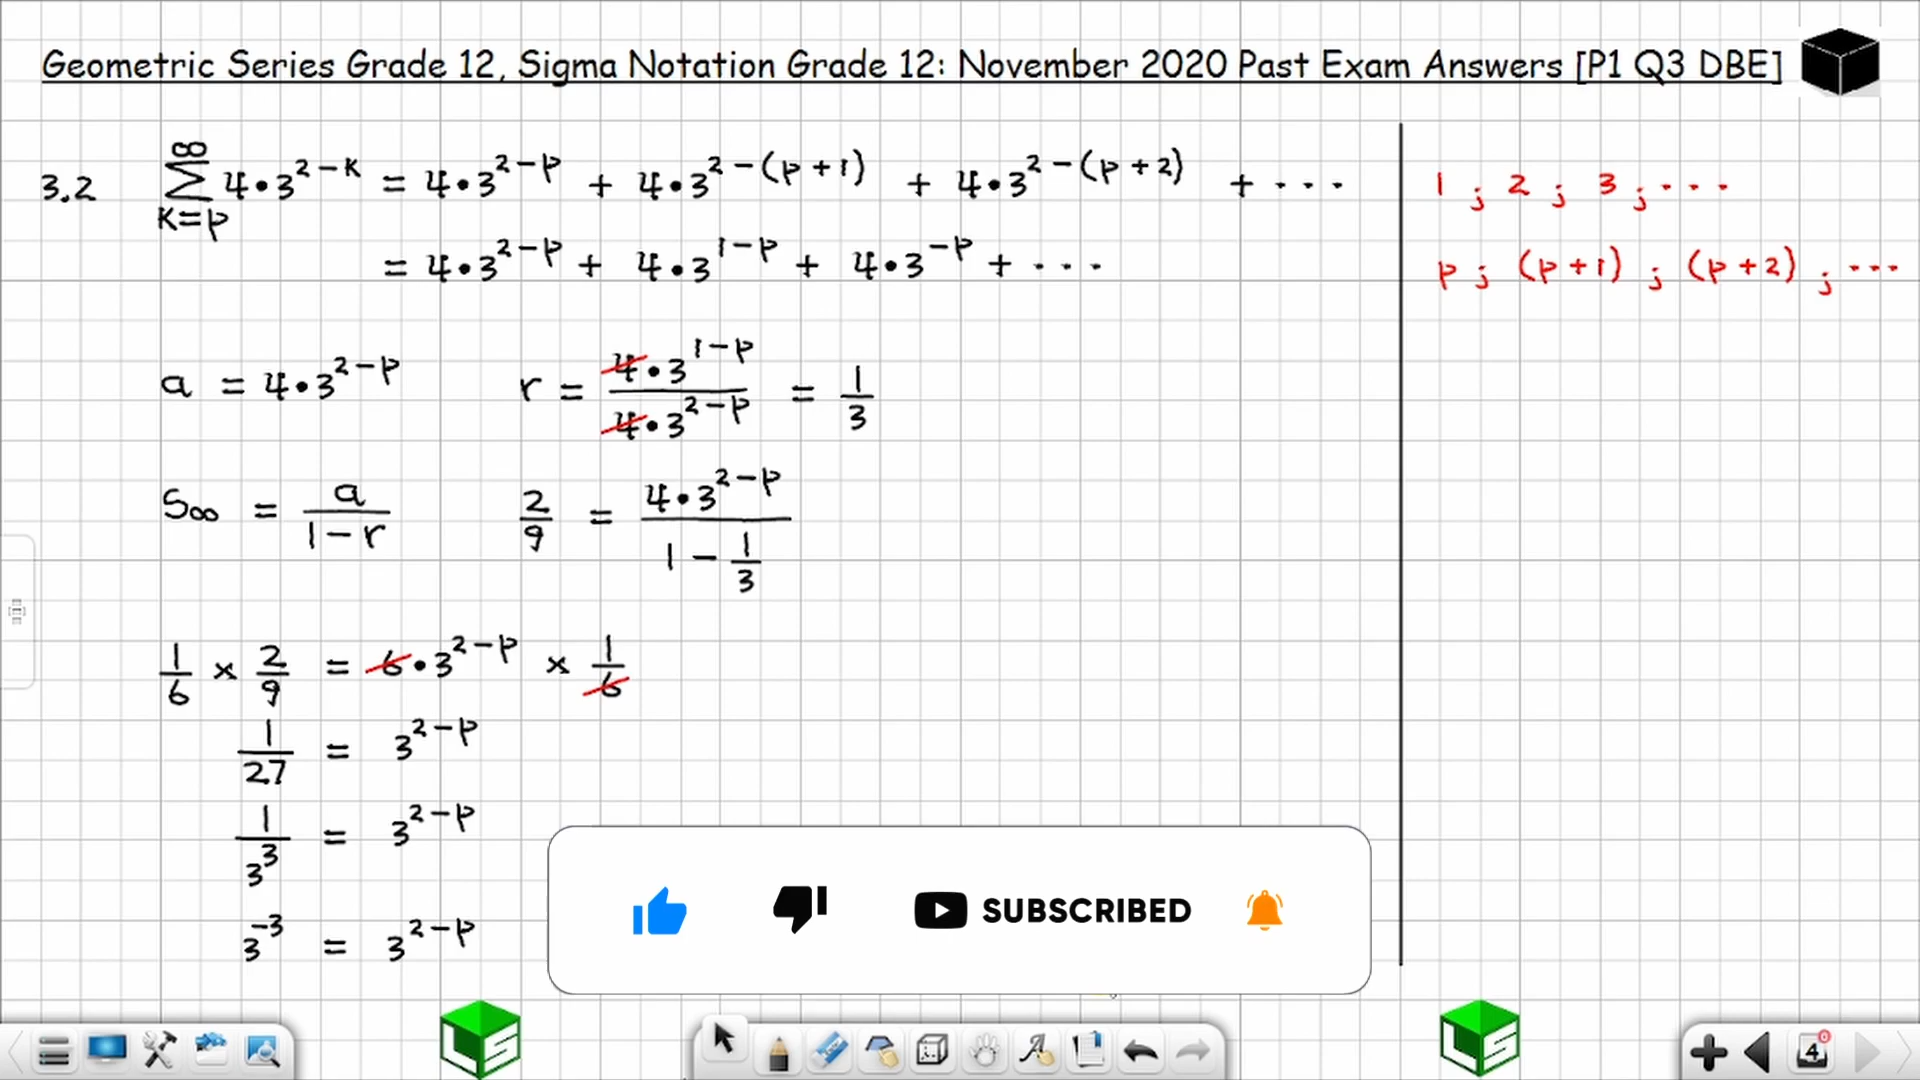 Geometric Series Grade 12, Sigma Notation Grade 12: November 2020 Past Exam Answers [P1 Q3 DBE]
3.2 ∑_{K=p}^{∞} 4•3^{2-K} = 4•3^{2-p} + 4•3^{2-(p+1)} + 4•3^{2-(p+2)} + ...
= 4•3^{2-p} + 4•3^{1-p} + 4•3^{-p} + ...
a = 4•3^{2-p} r = (4•3^{1-p})/(4•3^{2-p}) = 1/3
S∞ = a/(1-r) 2/9 = (4•3^{2-p})/(1 - 1/3)
1/6 × 2/9 = 6•3^{2-p} × 1/6
1/27 = 3^{2-p}
1/3^3 = 3^{2-p}
3^{-3} = 3^{2-p}
1 ; 2 ; 3 ; ...
p ; (p+1) ; (p+2) ; ...
SUBSCRIBED
LS
LS
4
0